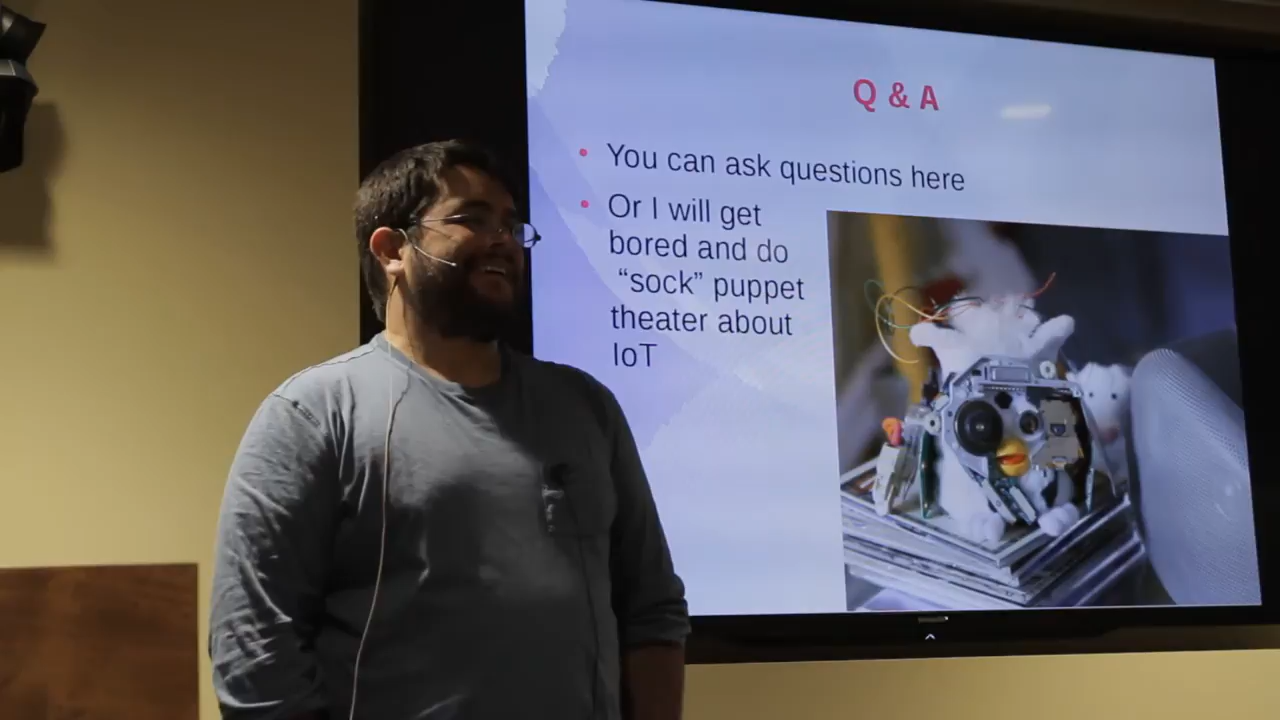 Q & A
You can ask questions here
Or I will get
bored and do
“sock” puppet
theater about
IoT